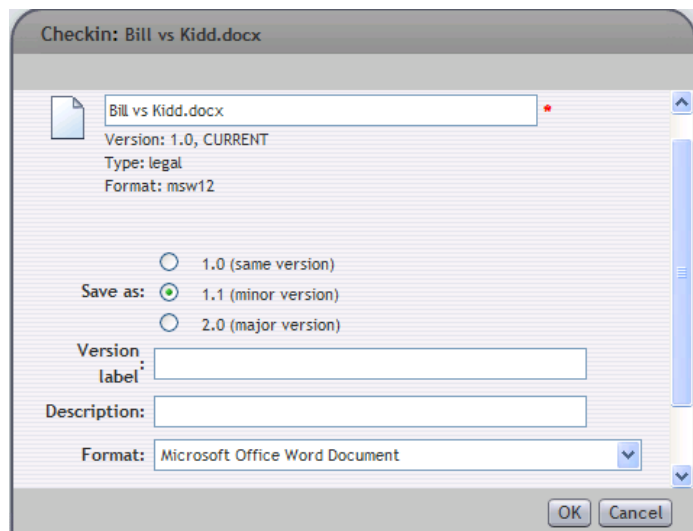 Checkin: Bill vs Kidd.docx
Bill vs Kidd.docx *
Version: 1.0, CURRENT
Type: legal
Format: msw12
1.0 (same version)
Save as: 1.1 (minor version)
2.0 (major version)
Version
label:
Description:
Format: Microsoft Office Word Document
OK Cancel